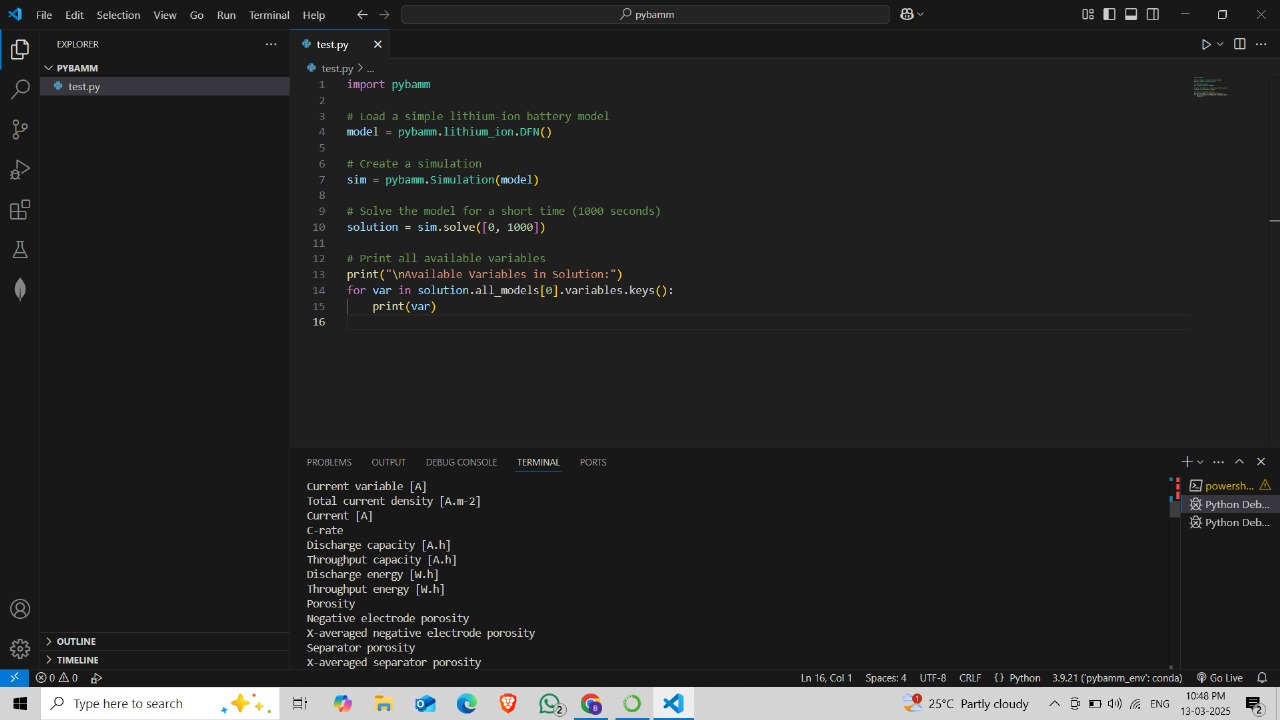 File Edit Selection View Go Run Terminal Help pybamm
EXPLORER
PYBAMM
test.py
OUTLINE
TIMELINE
test.py
test.py > ...
1 import pybamm
2
3 # Load a simple lithium-ion battery model
4 model = pybamm.lithium_ion.DFN()
5
6 # Create a simulation
7 sim = pybamm.Simulation(model)
8
9 # Solve the model for a short time (1000 seconds)
10 solution = sim.solve([0, 1000])
11
12 # Print all available variables
13 print("\nAvailable Variables in Solution:")
14 for var in solution.all_models[0].variables.keys():
15 print(var)
16
PROBLEMS OUTPUT DEBUG CONSOLE TERMINAL PORTS
Current variable [A]
Total current density [A.m-2]
Current [A]
C-rate
Discharge capacity [A.h]
Throughput capacity [A.h]
Discharge energy [W.h]
Throughput energy [W.h]
Porosity
Negative electrode porosity
X-averaged negative electrode porosity
Separator porosity
X-averaged separator porosity
powersh...
Python Deb...
Python Deb...
0 0 Ln 16, Col 1 Spaces: 4 UTF-8 CRLF {} Python 3.9.21 ('pybamm_env': conda) Go Live
Type here to search 2 1 25°C Partly cloudy ENG 10:48 PM
13-03-2025 2